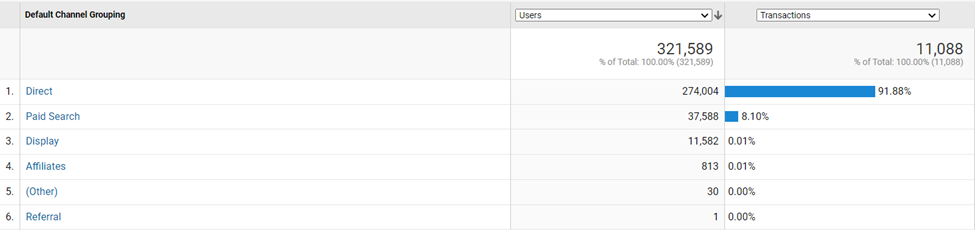 Default Channel Grouping Users Transactions
321,589 11,088
% of Total: 100.00% (321,589) % of Total: 100.00% (11,088)
1. Direct 274,004 91.88%
2. Paid Search 37,588 8.10%
3. Display 11,582 0.01%
4. Affiliates 813 0.01%
5. (Other) 30 0.00%
6. Referral 1 0.00%